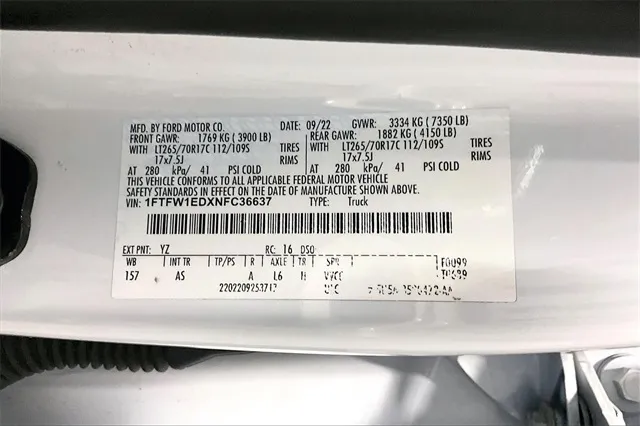 MFD. BY FORD MOTOR CO. DATE: 09/22 GVWR: 3334 KG ( 7350 LB)
FRONT GAWR: 1769 KG ( 3900 LB) REAR GAWR: 1882 KG ( 4150 LB)
WITH LT265/70R17C 112/109S TIRES WITH LT265/70R17C 112/109S TIRES
17x7.5J RIMS 17x7.5J RIMS
AT 280 kPa/ 41 PSI COLD AT 280 kPa/ 41 PSI COLD
THIS VEHICLE CONFORMS TO ALL APPLICABLE FEDERAL MOTOR VEHICLE
SAFETY STANDARDS IN EFFECT ON THE DATE OF MANUFACTURE SHOWN ABOVE.
VIN: 1FTFW1EDXNFC36637 TYPE: Truck
EXT PNT: YZ RC: 16 DSO:
WB INT TR TP/PS R AXLE TR SPR
157 AS A L6 
2202209253717